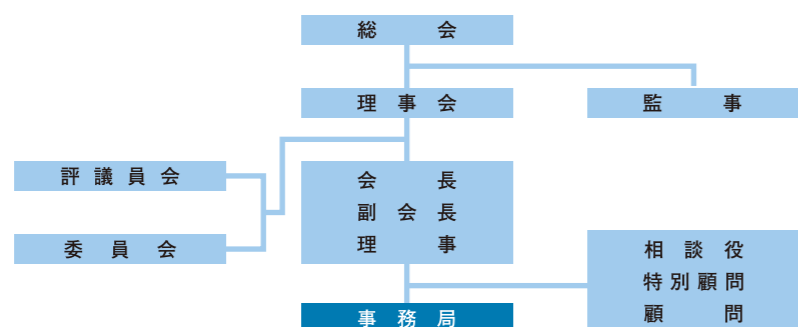 総会
理事会
監事
評議員会
委員会
会長
副会長
理事
相談役
特別顧問
顧問
事務局